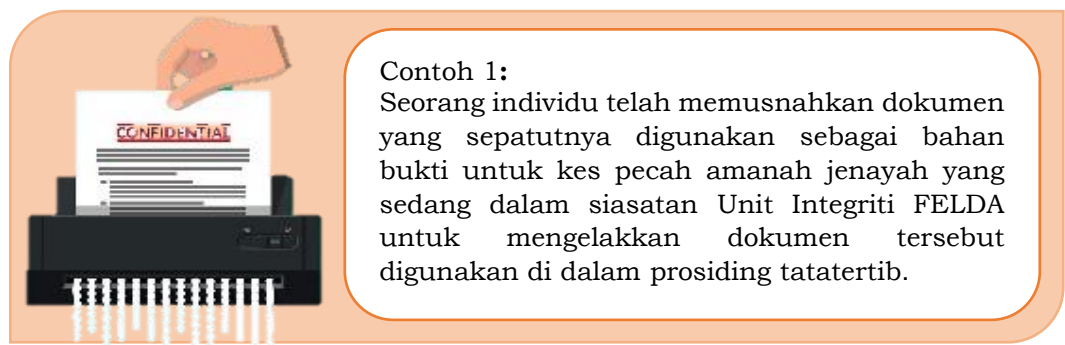 CONFIDENTIAL
Contoh 1:
Seorang individu telah memusnahkan dokumen
yang sepatutnya digunakan sebagai bahan
bukti untuk kes pecah amanah jenayah yang
sedang dalam siasatan Unit Integriti FELDA
untuk mengelakkan dokumen tersebut
digunakan di dalam prosiding tatatertib.